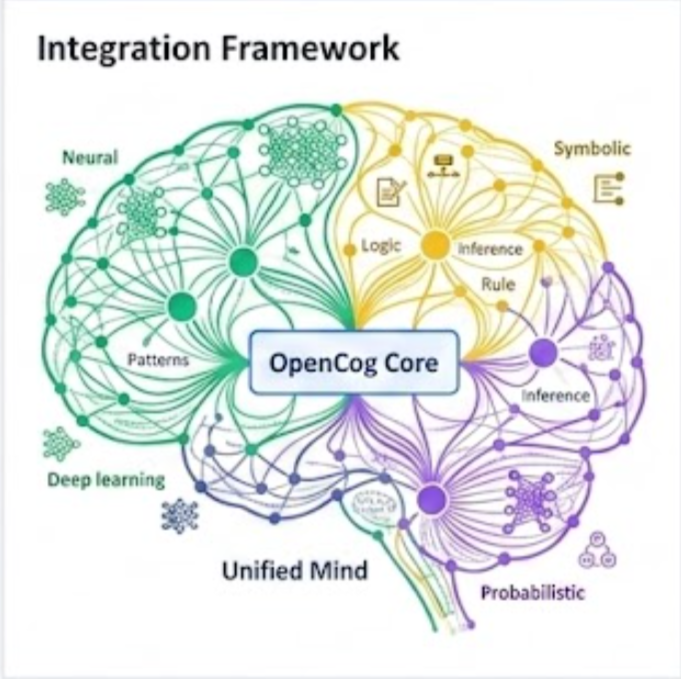 Integration Framework
Neural
Symbolic
Logic
Inference
Rule
Patterns
OpenCog Core
Inference
Deep learning
Unified Mind
Probabilistic